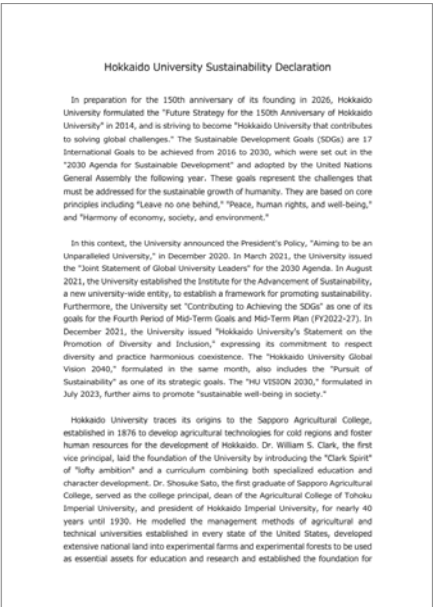 Hokkaido University Sustainability Declaration
In preparation for the 150th anniversary of its founding in 2026, Hokkaido
University formulated the "Future Strategy for the 150th Anniversary of Hokkaido
University" in 2014, and is striving to become "Hokkaido University that contributes
to solving global challenges." The Sustainable Development Goals (SDGs) are 17
International Goals to be achieved from 2016 to 2030, which were set out in the
"2030 Agenda for Sustainable Development" and adopted by the United Nations
General Assembly the following year. These goals represent the challenges that
must be addressed for the sustainable growth of humanity. They are based on core
principles including "Leave no one behind," "Peace, human rights, and well-being,"
and "Harmony of economy, society, and environment."
In this context, the University announced the President's Policy, "Aiming to be an
Unparalleled University," in December 2020. In March 2021, the University issued
the "Joint Statement of Global University Leaders" for the 2030 Agenda. In August
2021, the University established the Institute for the Advancement of Sustainability,
a new university-wide entity, to establish a framework for promoting sustainability.
Furthermore, the University set "Contributing to Achieving the SDGs" as one of its
goals for the Fourth Period of Mid-Term Goals and Mid-Term Plan (FY2022-27). In
December 2021, the University issued "Hokkaido University's Statement on the
Promotion of Diversity and Inclusion," expressing its commitment to respect
diversity and practice harmonious coexistence. The "Hokkaido University Global
Vision 2040," formulated in the same month, also includes the "Pursuit of
Sustainability" as one of its strategic goals. The "HU VISION 2030," formulated in
July 2023, further aims to promote "sustainable well-being in society."
Hokkaido University traces its origins to the Sapporo Agricultural College,
established in 1876 to develop agricultural technologies for cold regions and foster
human resources for the development of Hokkaido. Dr. William S. Clark, the first
vice principal, laid the foundation of the University by introducing the "Clark Spirit"
of "lofty ambition" and a curriculum combining both specialized education and
character development. Dr. Shosuke Sato, the first graduate of Sapporo Agricultural
College, served as the college principal, dean of the Agricultural College of Tohoku
Imperial University, and president of Hokkaido Imperial University, for nearly 40
years until 1930. He modelled the management methods of agricultural and
technical universities established in every state of the United States, developed
extensive national land into experimental farms and experimental forests to be used
as essential assets for education and research and established the foundation for